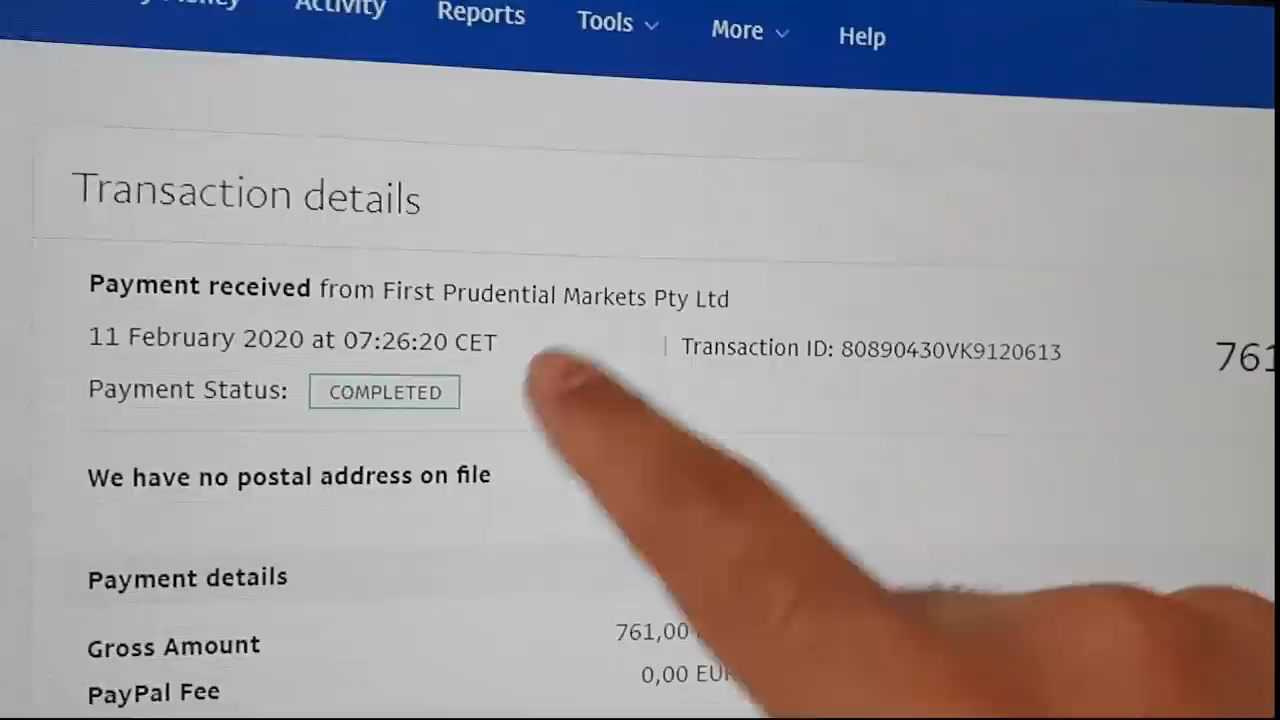 Activity Reports Tools More Help
Transaction details
Payment received from First Prudential Markets Pty Ltd
11 February 2020 at 07:26:20 CET
Transaction ID: 80890430VK9120613
761
Payment Status: COMPLETED
We have no postal address on file
Payment details
Gross Amount 761,00
PayPal Fee 0,00 EUR